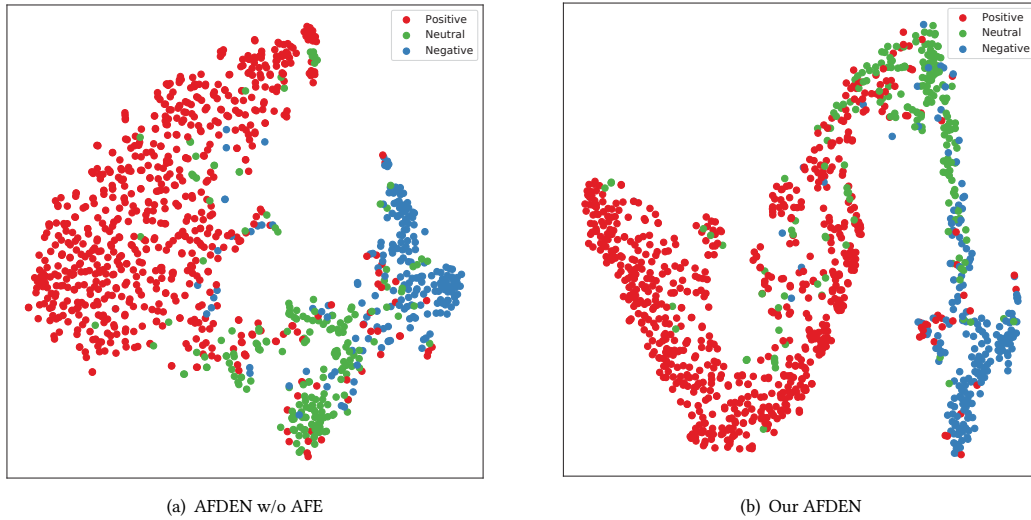 Positive
Neutral
Negative
Positive
Neutral
Negative
(a) AFDEN w/o AFE
(b) Our AFDEN